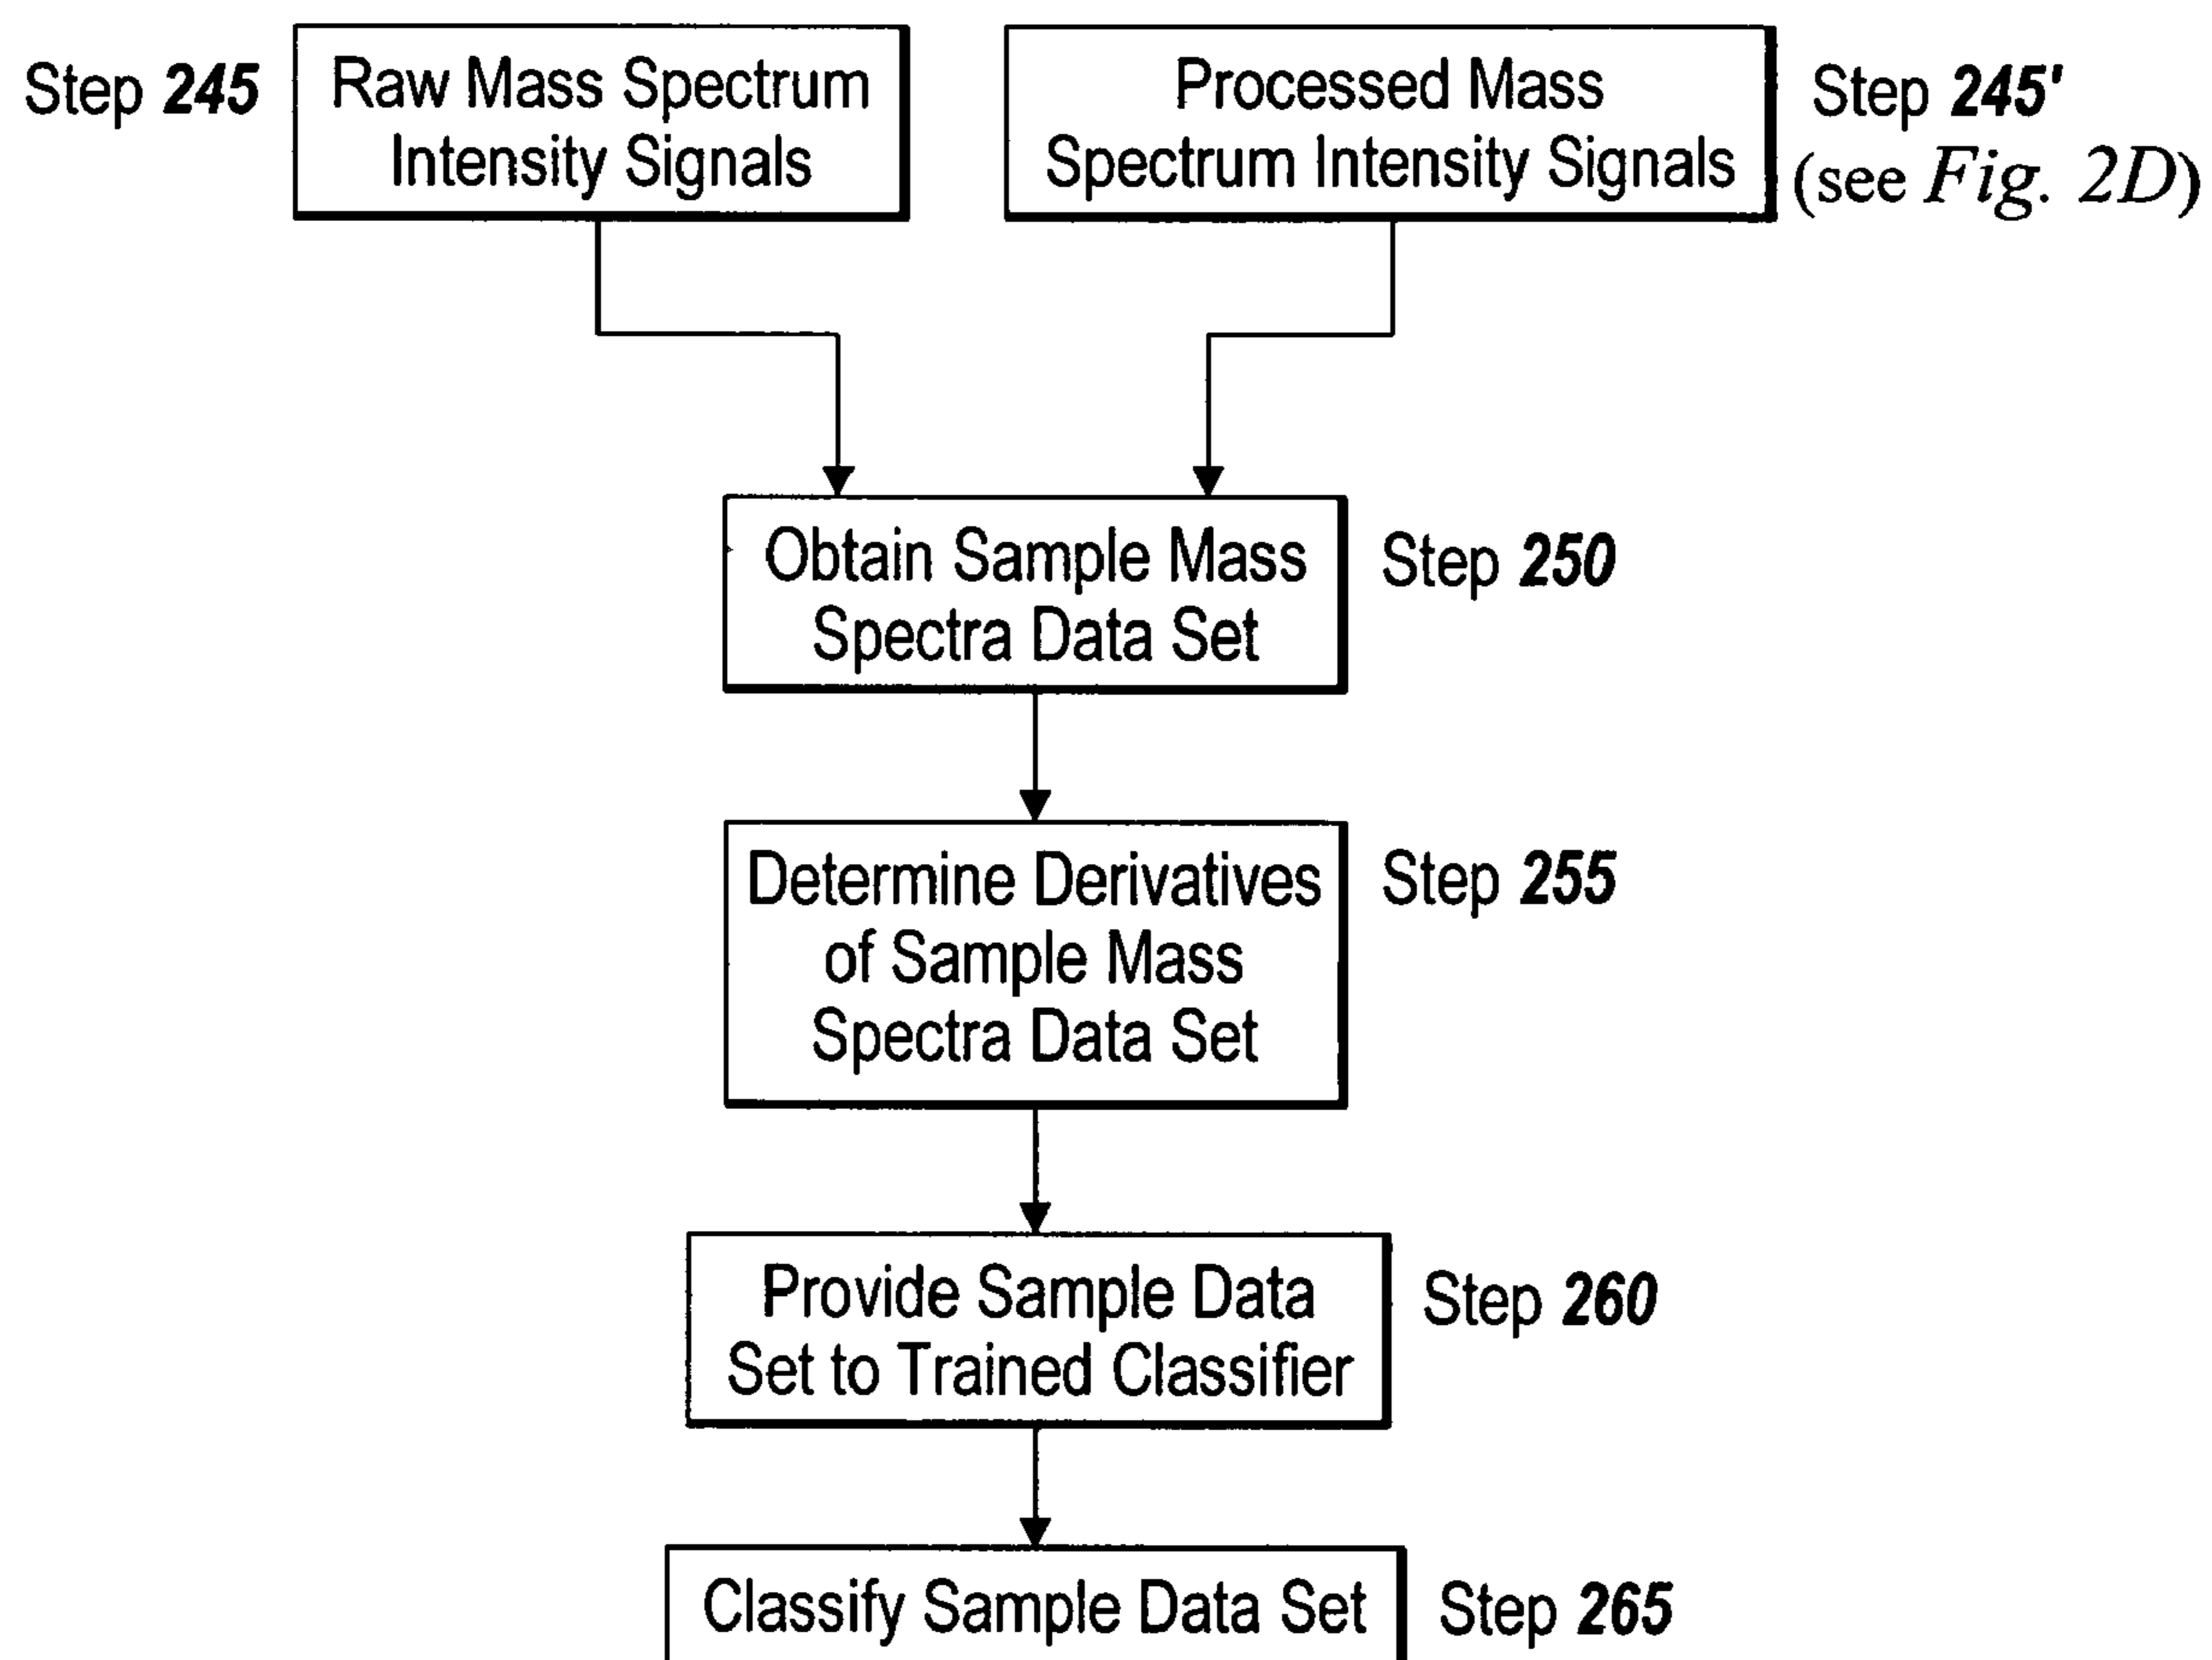 Step 245
Raw Mass Spectrum
Intensity Signals
Processed Mass
Spectrum Intensity Signals
Step 245'
(see Fig. 2D)
Obtain Sample Mass
Spectra Data Set
Step 250
Determine Derivatives
of Sample Mass
Spectra Data Set
Step 255
Provide Sample Data
Set to Trained Classifier
Step 260
Classify Sample Data Set
Step 265